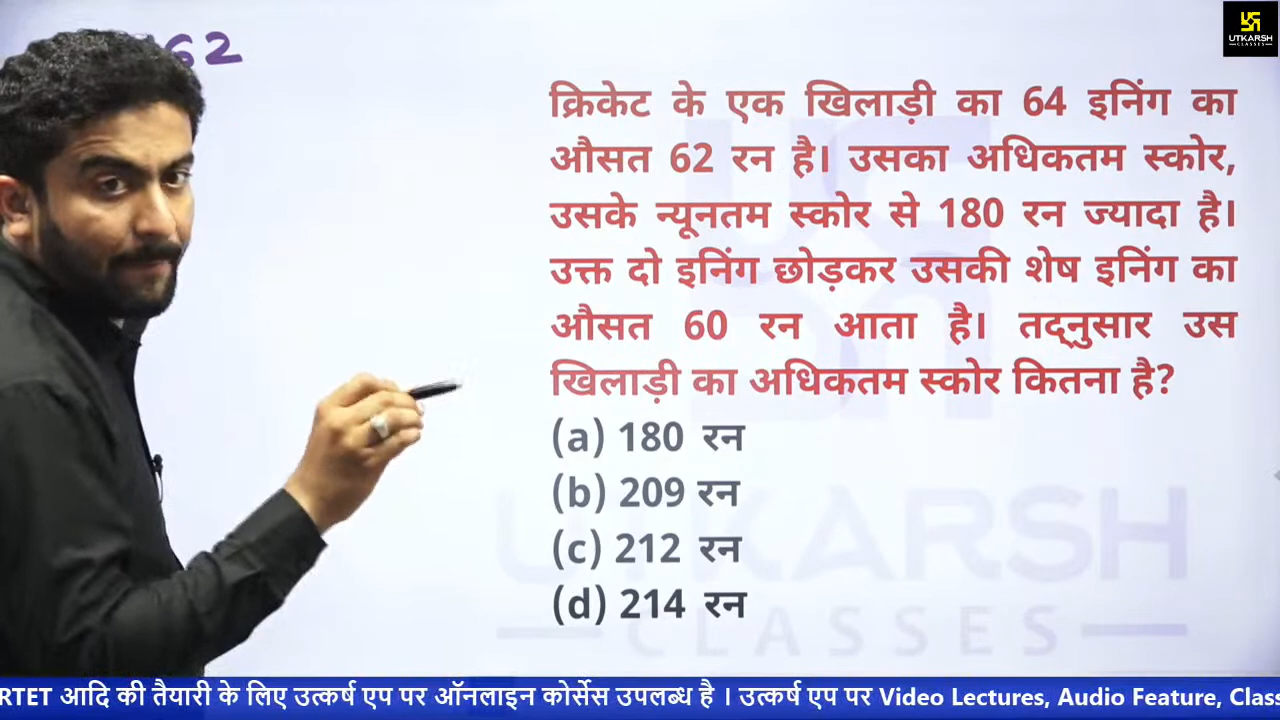 62
UTKARSH
CLASSES
क्रिकेट के एक खिलाड़ी का 64 इनिंग का
औसत 62 रन है। उसका अधिकतम स्कोर,
उसके न्यूनतम स्कोर से 180 रन ज्यादा है।
उक्त दो इनिंग छोड़कर उसकी शेष इनिंग का
औसत 60 रन आता है। तद्नुसार उस
खिलाड़ी का अधिकतम स्कोर कितना है?
(a) 180 रन
(b) 209 रन
(c) 212 रन
(d) 214 रन
UTKARSH
CLASSES
RTET आदि की तैयारी के लिए उत्कर्ष एप पर ऑनलाइन कोर्सेस उपलब्ध है । उत्कर्ष एप पर Video Lectures, Audio Feature, Clas